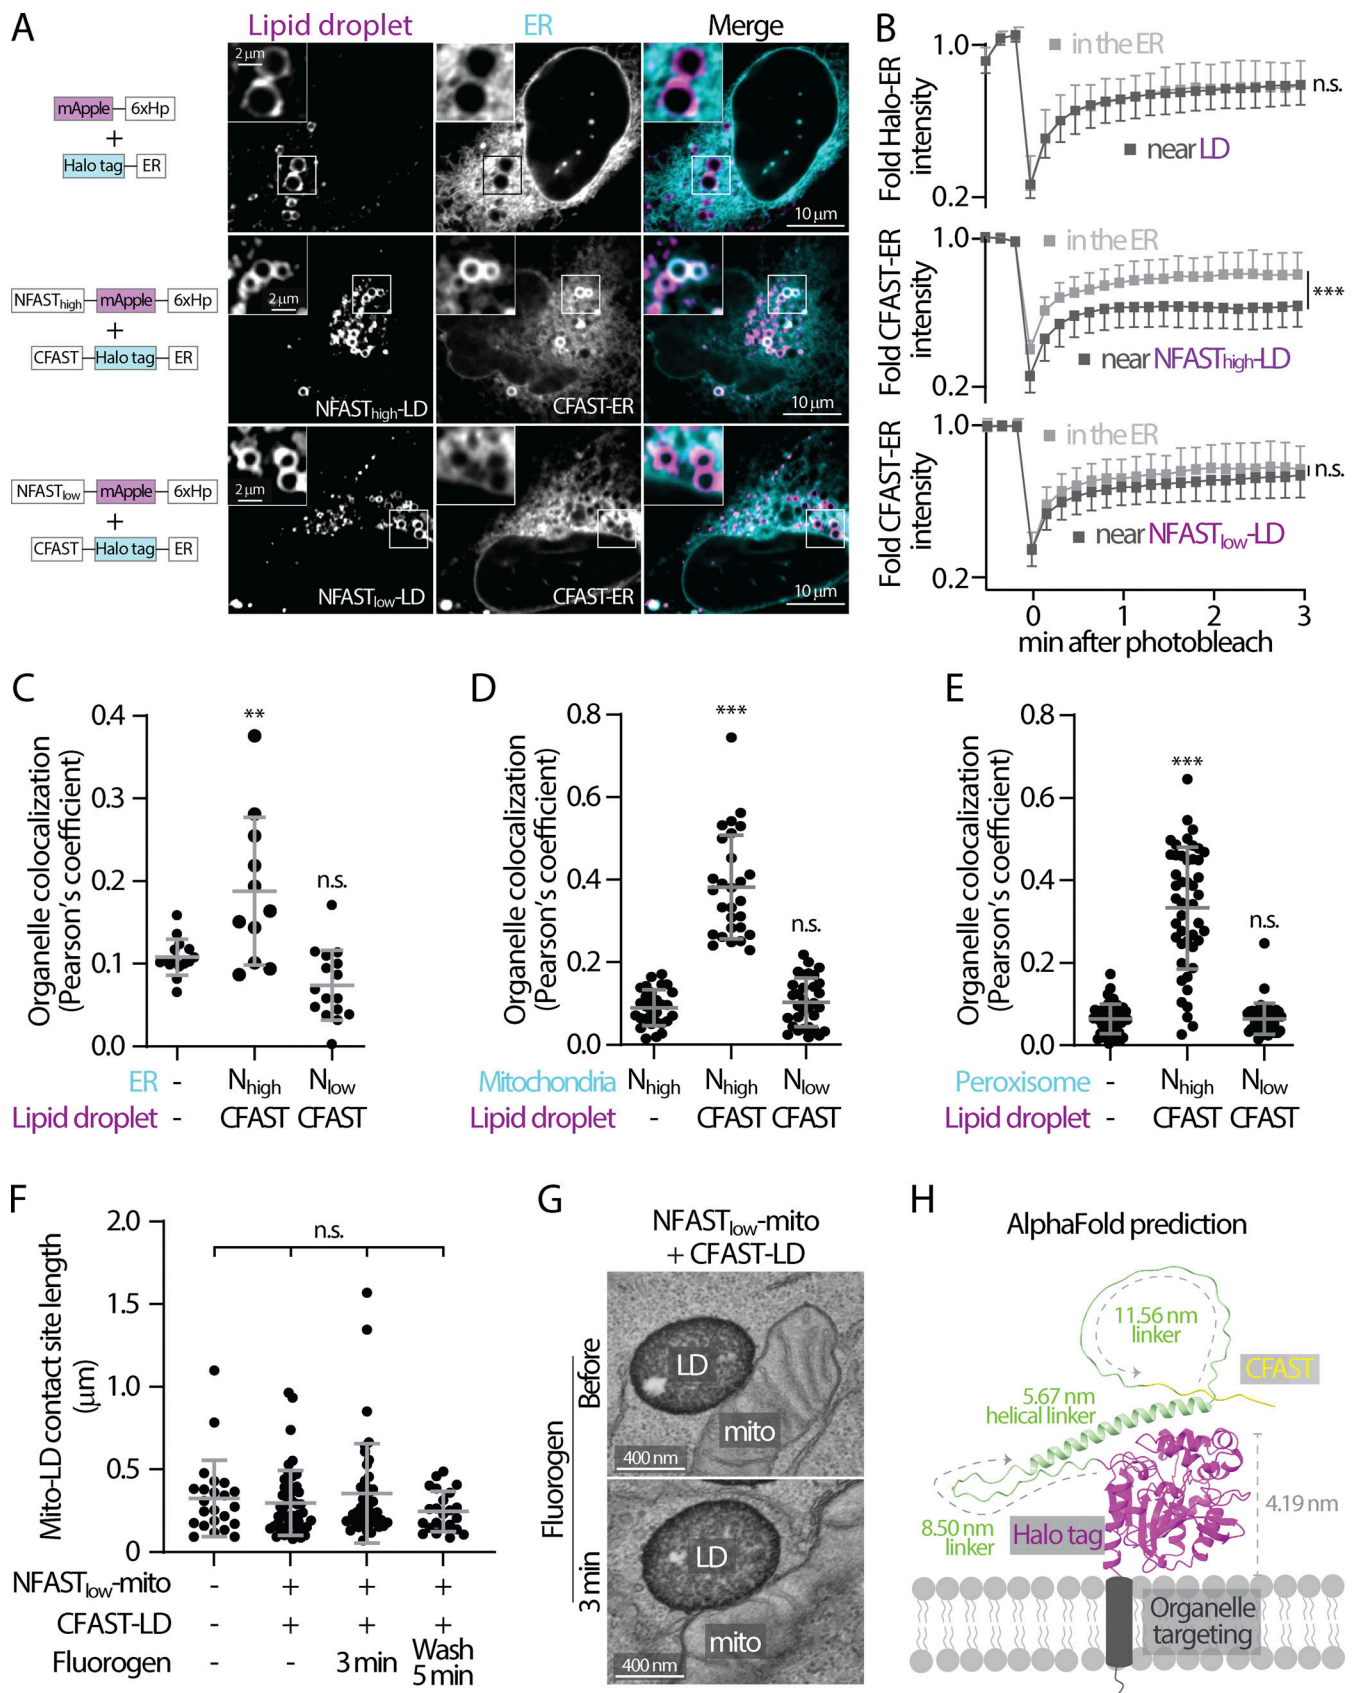 A
Lipid droplet
ER
Merge
mApple
6xHp
+
Halo tag
ER
2 µm
10 µm
NFASThigh
mApple
6xHp
+
CFAST
Halo tag
ER
2 µm
NFASThigh-LD
CFAST-ER
10 µm
NFASTlow
mApple
6xHp
+
CFAST
Halo tag
ER
2 µm
NFASTlow-LD
CFAST-ER
10 µm
B
Fold Halo-ER
intensity
1.0
0.2
in the ER
near LD
n.s.
Fold CFAST-ER
intensity
1.0
0.2
in the ER
near NFASThigh-LD
***
Fold CFAST-ER
intensity
1.0
0.2
in the ER
near NFASTlow-LD
n.s.
0 1 2 3
min after photobleach
C
Organelle colocalization
(Pearson's coefficient)
0.4
0.3
0.2
0.1
0.0
**
n.s.
ER - Nhigh Nlow
Lipid droplet - CFAST CFAST
D
Organelle colocalization
(Pearson's coefficient)
0.8
0.6
0.4
0.2
0.0
***
n.s.
Mitochondria Nhigh Nhigh Nlow
Lipid droplet - CFAST CFAST
E
Organelle colocalization
(Pearson's coefficient)
0.8
0.6
0.4
0.2
0.0
***
n.s.
Peroxisome - Nhigh Nlow
Lipid droplet - CFAST CFAST
F
Mito-LD contact site length
(µm)
2.0
1.5
1.0
0.5
0
n.s.
NFASTlow-mito - + + +
CFAST-LD - + + +
Fluorogen - - 3 min Wash
5 min
G
NFASTlow-mito
+ CFAST-LD
Fluorogen
Before
LD
mito
400 nm
3 min
LD
mito
400 nm
H
AlphaFold prediction
11.56 nm
linker
CFAST
5.67 nm
helical linker
4.19 nm
8.50 nm
linker
Halo tag
Organelle
targeting